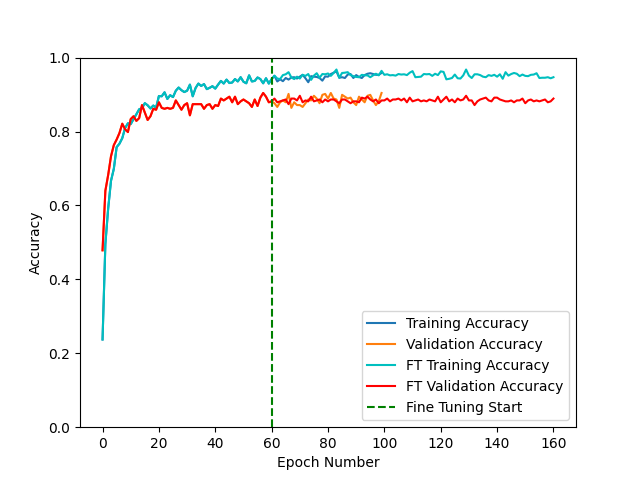 1.0
0.8
0.6
0.4
0.2
0.0
Accuracy
0 20 40 60 80 100 120 140 160
Epoch Number
Training Accuracy
Validation Accuracy
FT Training Accuracy
FT Validation Accuracy
Fine Tuning Start